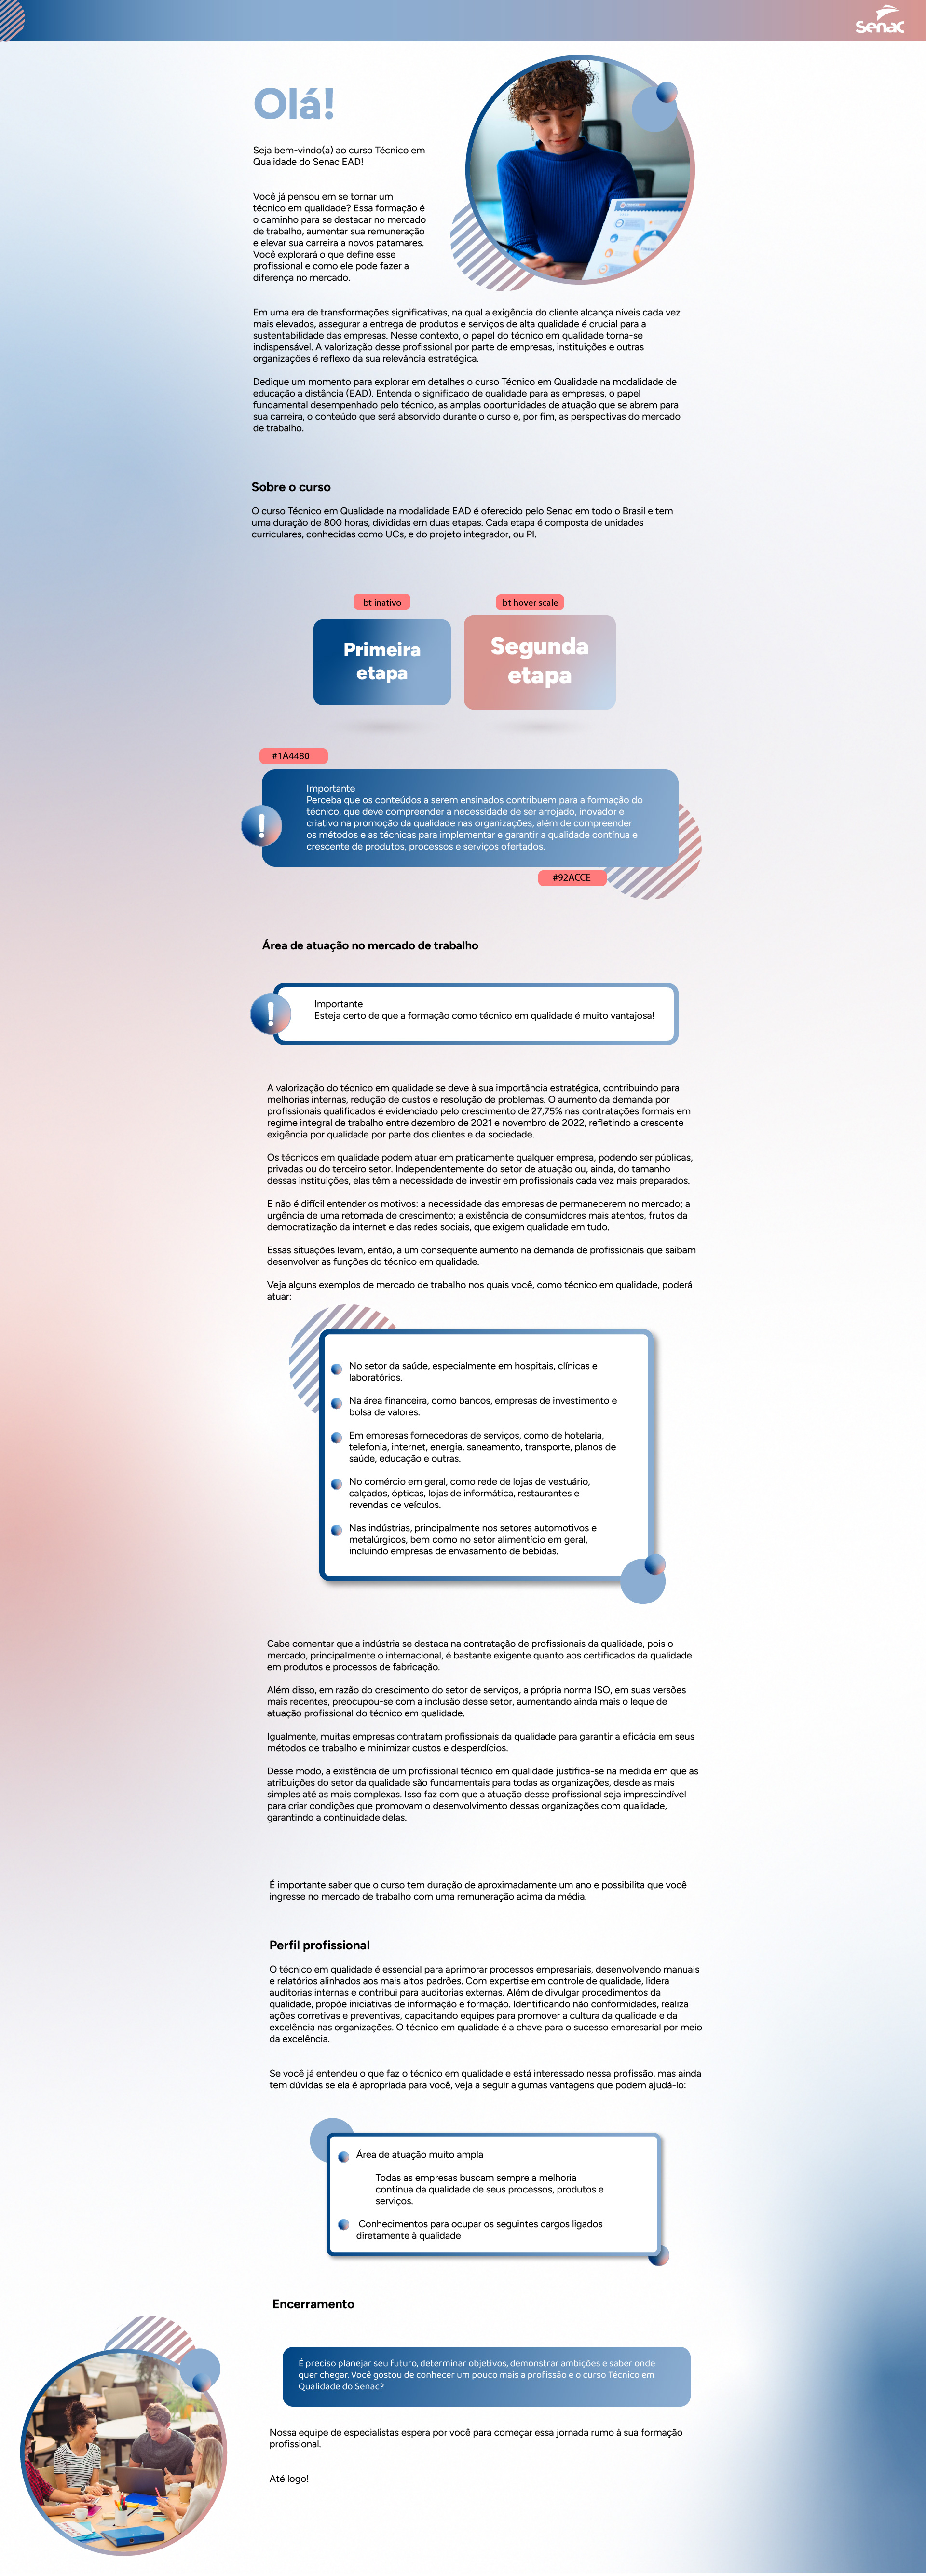 Senac
Olá!
Seja bem-vindo(a) ao curso Técnico em
Qualidade do Senac EAD!
Você já pensou em se tornar um
técnico em qualidade? Essa formação é
o caminho para se destacar no mercado
de trabalho, aumentar sua remuneração
e elevar sua carreira a novos patamares.
Você explorará o que define esse
profissional e como ele pode fazer a
diferença no mercado.
Em uma era de transformações significativas, na qual a exigência do cliente alcança níveis cada vez
mais elevados, assegurar a entrega de produtos e serviços de alta qualidade é crucial para a
sustentabilidade das empresas. Nesse contexto, o papel do técnico em qualidade torna-se
indispensável. A valorização desse profissional por parte de empresas, instituições e outras
organizações é reflexo da sua relevância estratégica.
Dedique um momento para explorar em detalhes o curso Técnico em Qualidade na modalidade de
educação a distância (EAD). Entenda o significado de qualidade para as empresas, o papel
fundamental desempenhado pelo técnico, as amplas oportunidades de atuação que se abrem para
sua carreira, o conteúdo que será absorvido durante o curso e, por fim, as perspectivas do mercado
de trabalho.
Sobre o curso
O curso Técnico em Qualidade na modalidade EAD é oferecido pelo Senac em todo o Brasil e tem
uma duração de 800 horas, divididas em duas etapas. Cada etapa é composta de unidades
curriculares, conhecidas como UCs, e do projeto integrador, ou PI.
bt inativo
bt hover scale
Primeira
etapa
Segunda
etapa
#1A4480
Importante
Perceba que os conteúdos a serem ensinados contribuem para a formação do
técnico, que deve compreender a necessidade de ser arrojado, inovador e
criativo na promoção da qualidade nas organizações, além de compreender
os métodos e as técnicas para implementar e garantir a qualidade contínua e
crescente de produtos, processos e serviços ofertados.
#92ACCE
Área de atuação no mercado de trabalho
Importante
Esteja certo de que a formação como técnico em qualidade é muito vantajosa!
A valorização do técnico em qualidade se deve à sua importância estratégica, contribuindo para
melhorias internas, redução de custos e resolução de problemas. O aumento da demanda por
profissionais qualificados é evidenciado pelo crescimento de 27,75% nas contratações formais em
regime integral de trabalho entre dezembro de 2021 e novembro de 2022, refletindo a crescente
exigência por qualidade por parte dos clientes e da sociedade.
Os técnicos em qualidade podem atuar em praticamente qualquer empresa, podendo ser públicas,
privadas ou do terceiro setor. Independentemente do setor de atuação ou, ainda, do tamanho
dessas instituições, elas têm a necessidade de investir em profissionais cada vez mais preparados.
E não é difícil entender os motivos: a necessidade das empresas de permanecerem no mercado; a
urgência de uma retomada de crescimento; a existência de consumidores mais atentos, frutos da
democratização da internet e das redes sociais, que exigem qualidade em tudo.
Essas situações levam, então, a um consequente aumento na demanda de profissionais que saibam
desenvolver as funções do técnico em qualidade.
Veja alguns exemplos de mercado de trabalho nos quais você, como técnico em qualidade, poderá
atuar:
No setor da saúde, especialmente em hospitais, clínicas e
laboratórios.
Na área financeira, como bancos, empresas de investimento e
bolsa de valores.
Em empresas fornecedoras de serviços, como de hotelaria,
telefonia, internet, energia, saneamento, transporte, planos de
saúde, educação e outras.
No comércio em geral, como rede de lojas de vestuário,
calçados, ópticas, lojas de informática, restaurantes e
revendas de veículos.
Nas indústrias, principalmente nos setores automotivos e
metalúrgicos, bem como no setor alimentício em geral,
incluindo empresas de envasamento de bebidas.
Cabe comentar que a indústria se destaca na contratação de profissionais da qualidade, pois o
mercado, principalmente o internacional, é bastante exigente quanto aos certificados da qualidade
em produtos e processos de fabricação.
Além disso, em razão do crescimento do setor de serviços, a própria norma ISO, em suas versões
mais recentes, preocupou-se com a inclusão desse setor, aumentando ainda mais o leque de
atuação profissional do técnico em qualidade.
Igualmente, muitas empresas contratam profissionais da qualidade para garantir a eficácia em seus
métodos de trabalho e minimizar custos e desperdícios.
Desse modo, a existência de um profissional técnico em qualidade justifica-se na medida em que as
atribuições do setor da qualidade são fundamentais para todas as organizações, desde as mais
simples até as mais complexas. Isso faz com que a atuação desse profissional seja imprescindível
para criar condições que promovam o desenvolvimento dessas organizações com qualidade,
garantindo a continuidade delas.
É importante saber que o curso tem duração de aproximadamente um ano e possibilita que você
ingresse no mercado de trabalho com uma remuneração acima da média.
Perfil profissional
O técnico em qualidade é essencial para aprimorar processos empresariais, desenvolvendo manuais
e relatórios alinhados aos mais altos padrões. Com expertise em controle de qualidade, lidera
auditorias internas e contribui para auditorias externas. Além de divulgar procedimentos da
qualidade, propõe iniciativas de informação e formação. Identificando não conformidades, realiza
ações corretivas e preventivas, capacitando equipes para promover a cultura da qualidade e da
excelência nas organizações. O técnico em qualidade é a chave para o sucesso empresarial por meio
da excelência.
Se você já entendeu o que faz o técnico em qualidade e está interessado nessa profissão, mas ainda
tem dúvidas se ela é apropriada para você, veja a seguir algumas vantagens que podem ajudá-lo:
Área de atuação muito ampla
Todas as empresas buscam sempre a melhoria
contínua da qualidade de seus processos, produtos e
serviços.
Conhecimentos para ocupar os seguintes cargos ligados
diretamente à qualidade
Encerramento
É preciso planejar seu futuro, determinar objetivos, demonstrar ambições e saber onde
quer chegar. Você gostou de conhecer um pouco mais a profissão e o curso Técnico em
Qualidade do Senac?
Nossa equipe de especialistas espera por você para começar essa jornada rumo à sua formação
profissional.
Até logo!